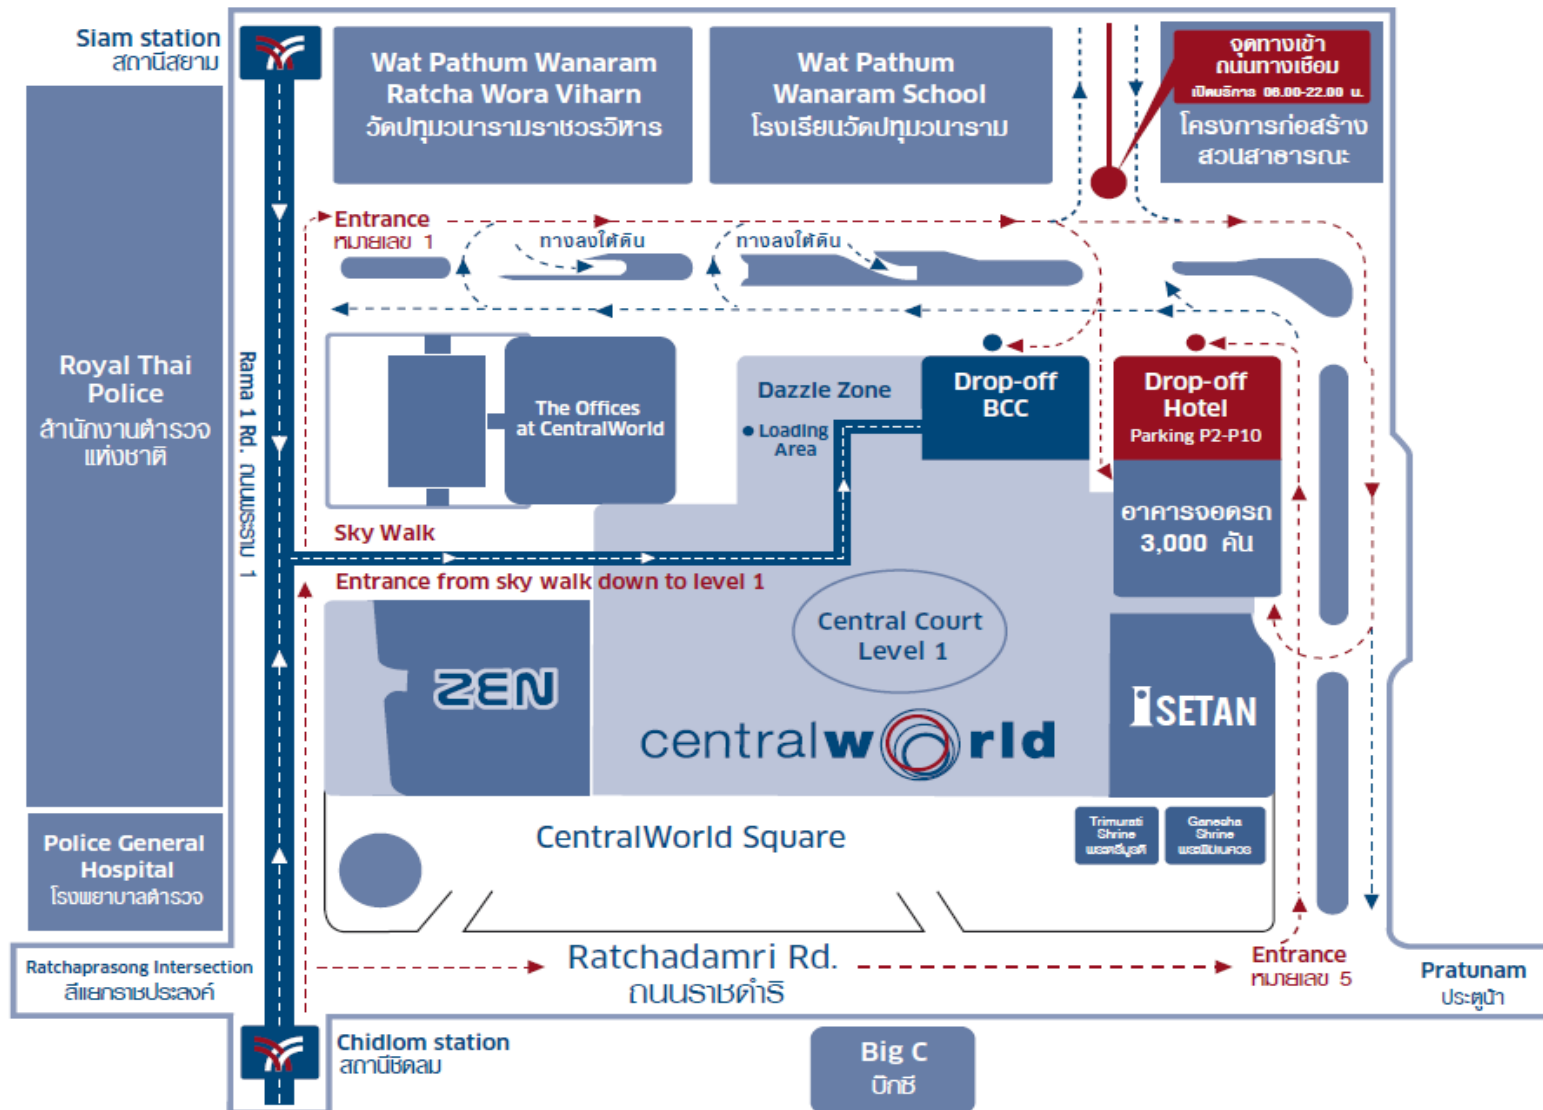 Siam station
สถานีสยาม
Wat Pathum Wanaram
Ratcha Wora Viharn
วัดปทุมวนารามราชวรวิหาร
Wat Pathum
Wanaram School
โรงเรียนวัดปทุมวนาราม
จุดทางเข้า
ถนนทางเชื่อม
เปิดบริการ 06.00-22.00 น.
โครงการก่อสร้าง
สวนสาธารณะ
Entrance
หมายเลข 1
ทางลงใต้ดิน
ทางลงใต้ดิน
Royal Thai
Police
สำนักงานตำรวจ
แห่งชาติ
Rama 1 Rd. ถนนพระราม 1
The Offices
at CentralWorld
Dazzle Zone
Loading
Area
Drop-off
BCC
Drop-off
Hotel
Parking P2-P10
อาคารจอดรถ
3,000 คัน
Sky Walk
Entrance from sky walk down to level 1
Central Court
Level 1
ZEN
centralworld
ISETAN
Police General
Hospital
โรงพยาบาลตำรวจ
CentralWorld Square
Trimurati
Shrine
พระตรีมูรติ
Ganesha
Shrine
พระพิฆเนศวร
Ratchaprasong Intersection
สี่แยกราชประสงค์
Ratchadamri Rd.
ถนนราชดำริ
Entrance
หมายเลข 5
Pratunam
ประตูน้ำ
Chidlom station
สถานีชิดลม
Big C
บิ๊กซี